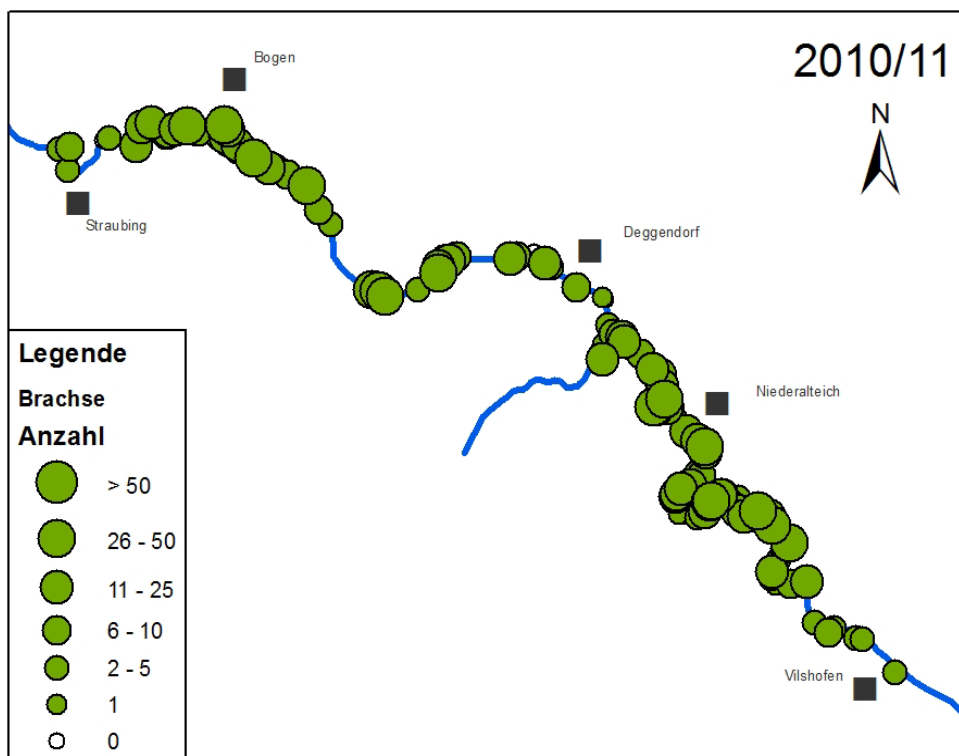 2010/11
N
Bogen
Straubing
Deggendorf
Niederalteich
Vilshofen
Legende
Brachse
Anzahl
> 50
26 - 50
11 - 25
6 - 10
2 - 5
1
0